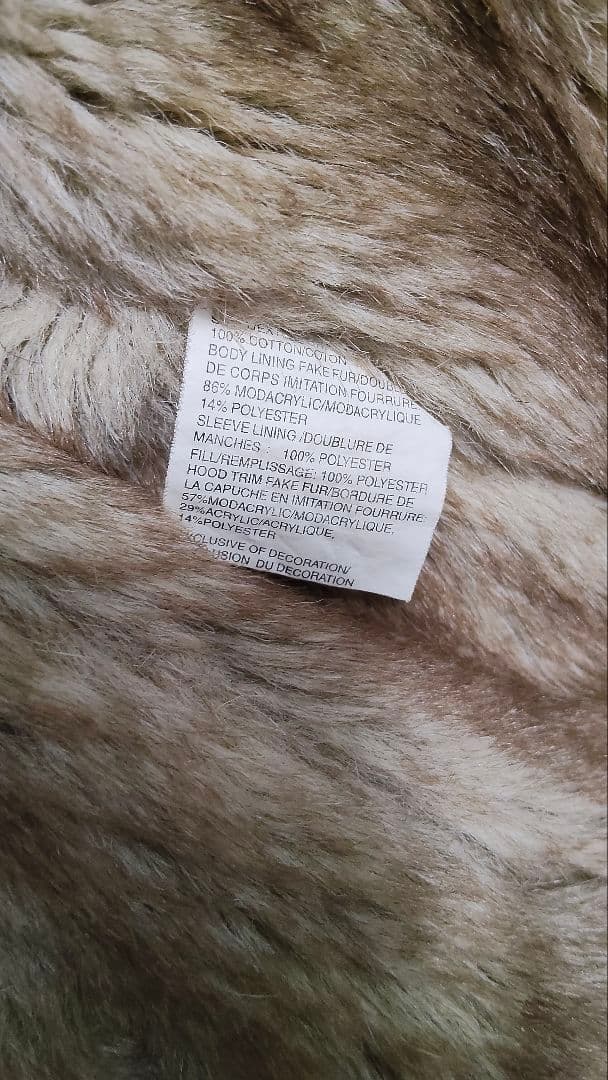 100% COTTON/COTON
BODY LINING FAKE FUR/DOUBLURE
DE CORPS IMITATION FOURRURE:
86% MODACRYLIC/MODACRYLIQUE
14% POLYESTER
SLEEVE LINING/DOUBLURE DE
MANCHES : 100% POLYESTER
FILL/REMPLISSAGE: 100% POLYESTER
HOOD TRIM FAKE FUR/BORDURE DE
LA CAPUCHE EN IMITATION FOURRURE:
57%MODACRYLIC/MODACRYLIQUE,
29%ACRYLIC/ACRYLIQUE,
14%POLYESTER
XCLUSIVE OF DECORATION/
USION DU DECORATION